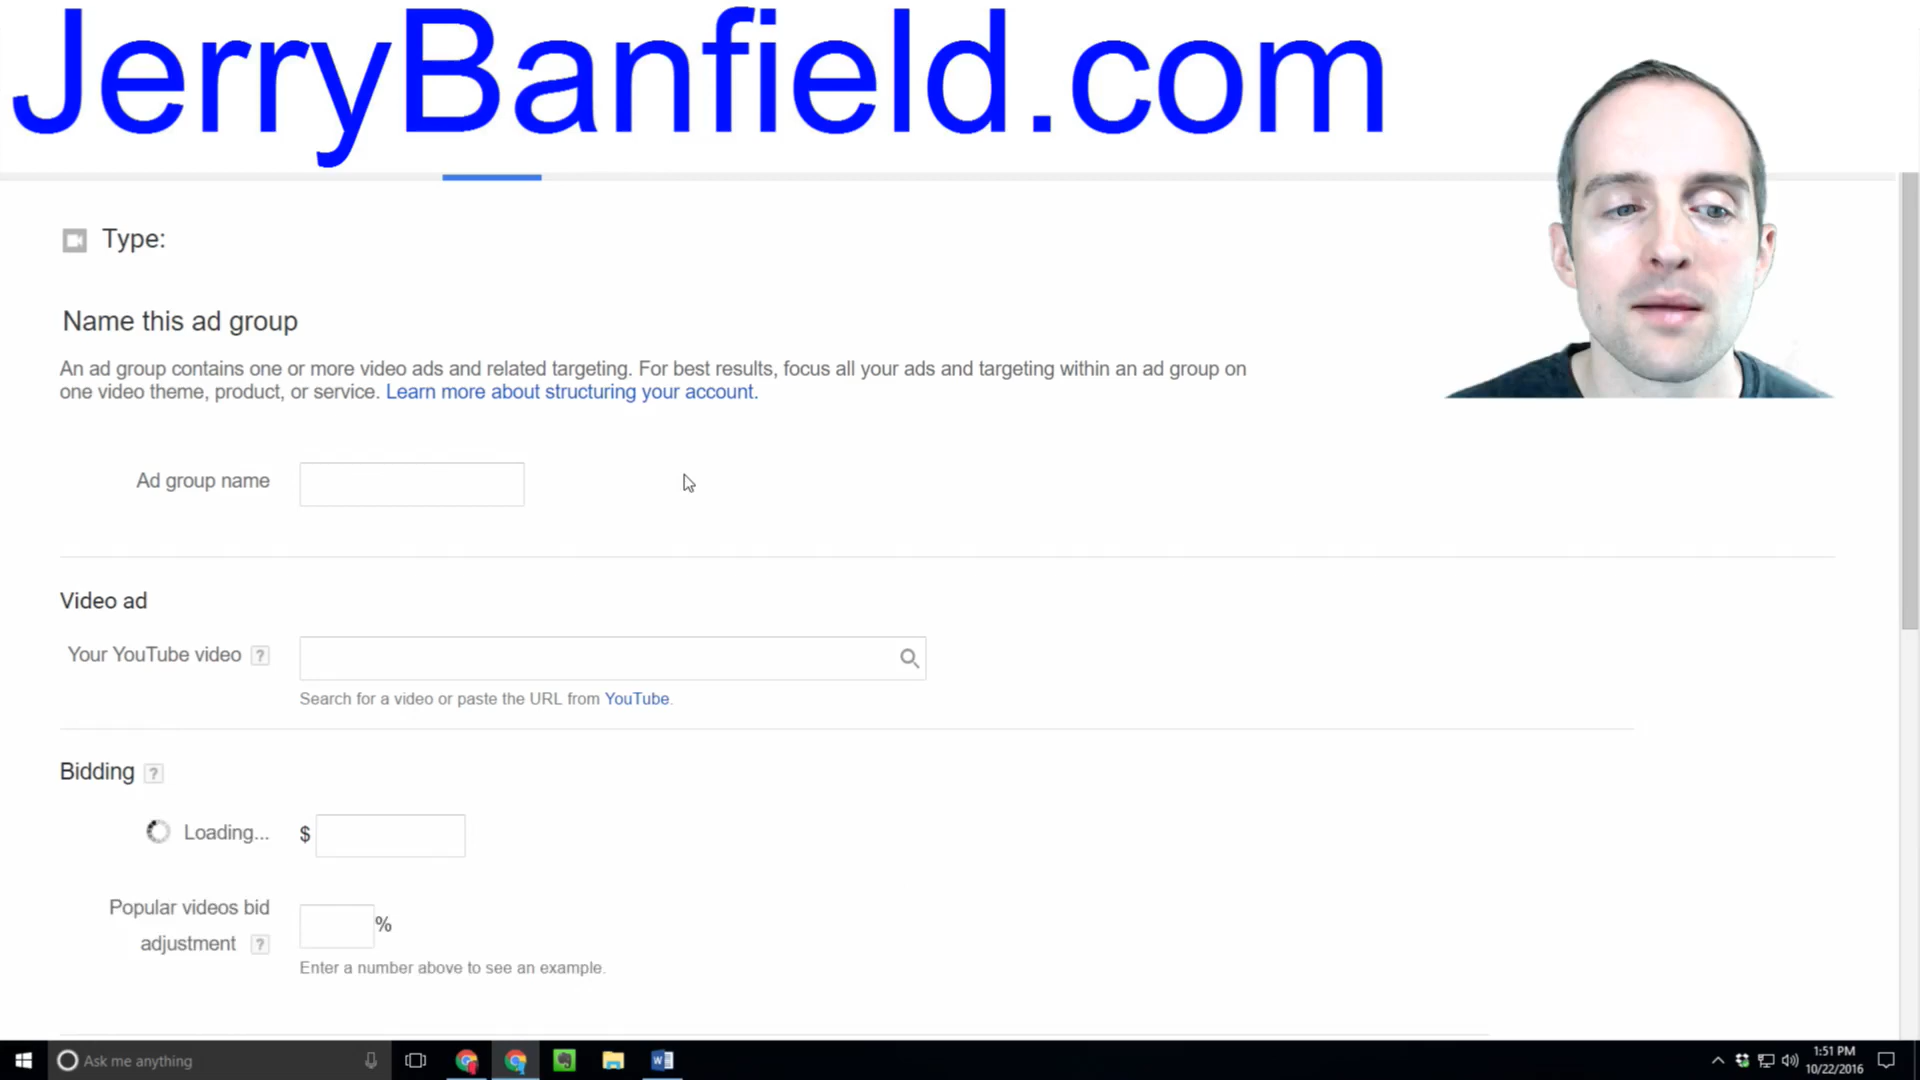 JerryBanfield.com
Type:
Name this ad group
An ad group contains one or more video ads and related targeting. For best results, focus all your ads and targeting within an ad group on
one video theme, product, or service. Learn more about structuring your account.
Ad group name
Video ad
Your YouTube video ?
Search for a video or paste the URL from YouTube.
Bidding ?
Loading... $
Popular videos bid
adjustment ? %
Enter a number above to see an example.
Ask me anything
1:51 PM
10/22/2016